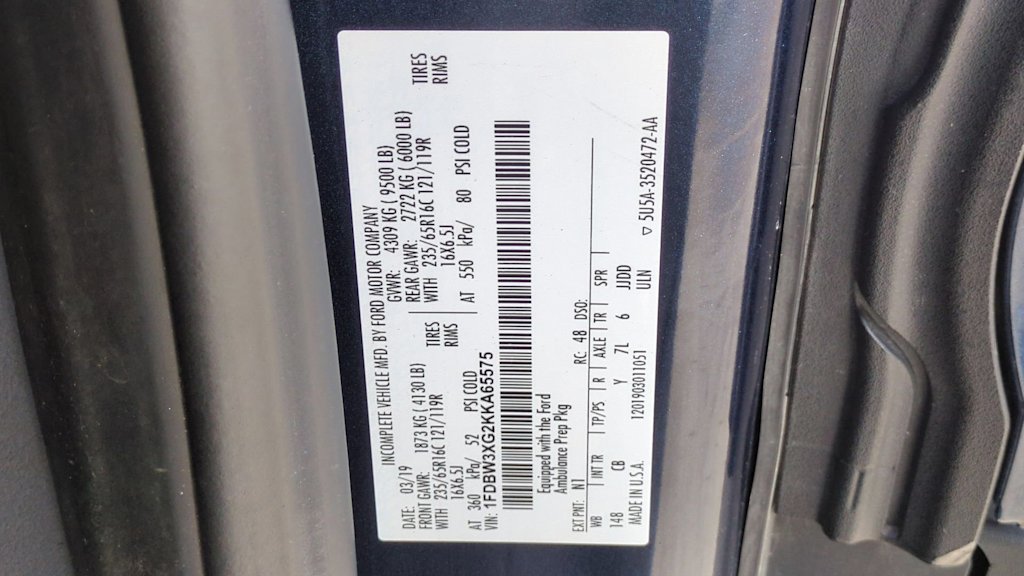 INCOMPLETE VEHICLE MFD. BY FORD MOTOR COMPANY
DATE: 03/19 GVWR: 4309 KG ( 9500 LB)
FRONT GAWR: 1873 KG ( 4130 LB) REAR GAWR: 2722 KG ( 6000 LB)
WITH 235/65R16C 121/119R TIRES WITH 235/65R16C 121/119R TIRES
16X6.5J RIMS 16X6.5J RIMS
AT 360 kPa/ 52 PSI COLD AT 550 kPa/ 80 PSI COLD
VIN: 1FDBW3XG2KKA65575
Equipped with the Ford
Ambulance Prep Pkg
EXT PNT: N1 RC: 48 DSO:
WB INT TR TP/PS R AXLE TR SPR
148 CB Y 7L 6 JJDD
MADE IN U.S.A. 1201903011051 ULN
▽ 5U5A-3520472-AA